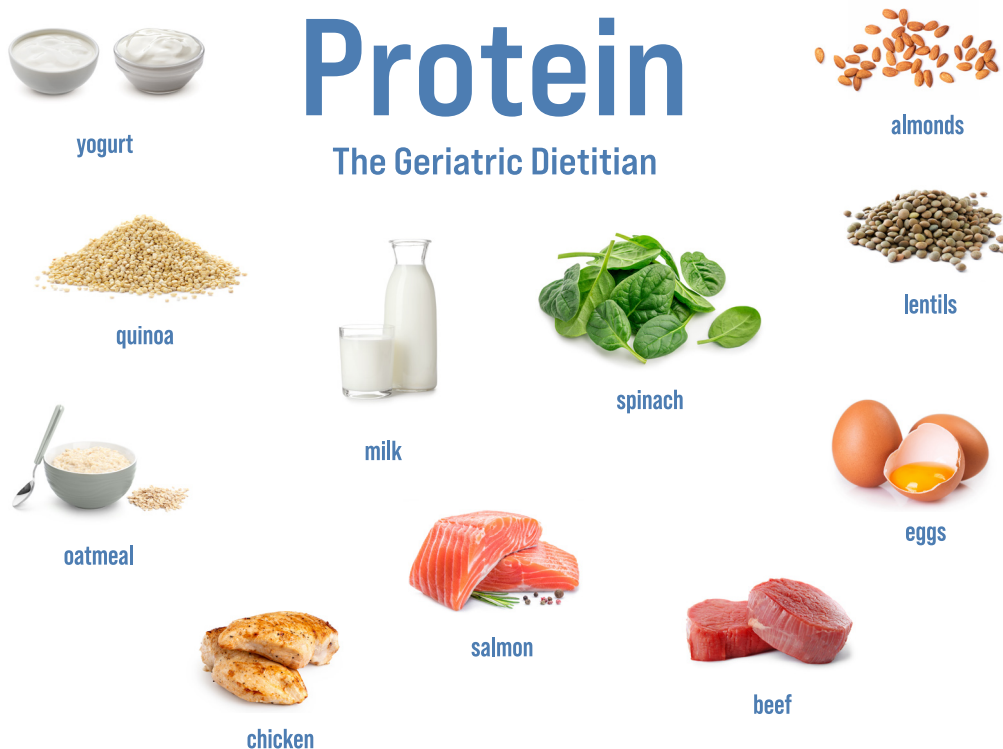 Protein
The Geriatric Dietitian
yogurt
almonds
quinoa
lentils
milk
spinach
oatmeal
eggs
salmon
chicken
beef